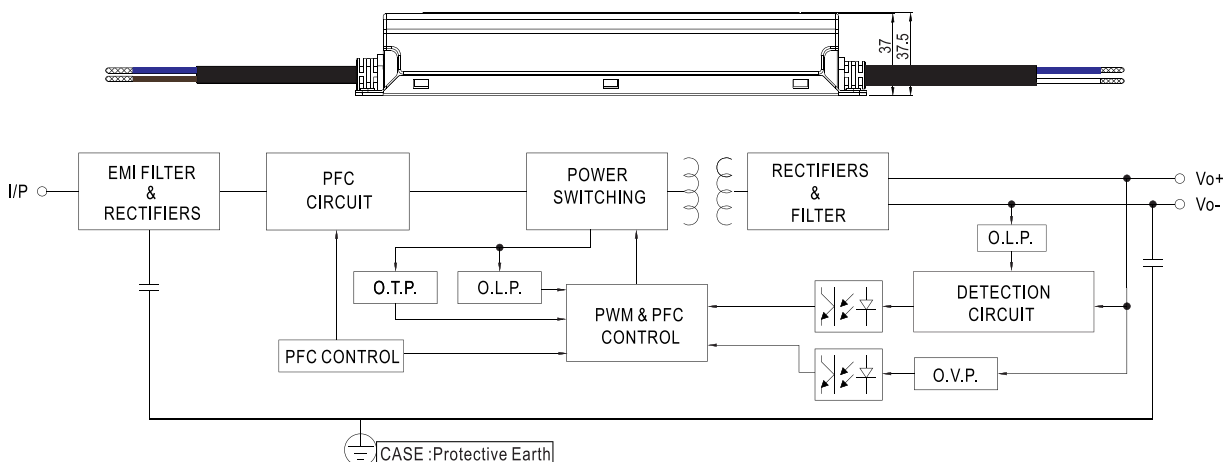 37
37.5
I/P
EMI FILTER
&
RECTIFIERS
PFC
CIRCUIT
POWER
SWITCHING
RECTIFIERS
&
FILTER
Vo+
Vo-
O.L.P.
O.T.P.
O.L.P.
PWM & PFC
CONTROL
DETECTION
CIRCUIT
PFC CONTROL
O.V.P.
CASE :Protective Earth